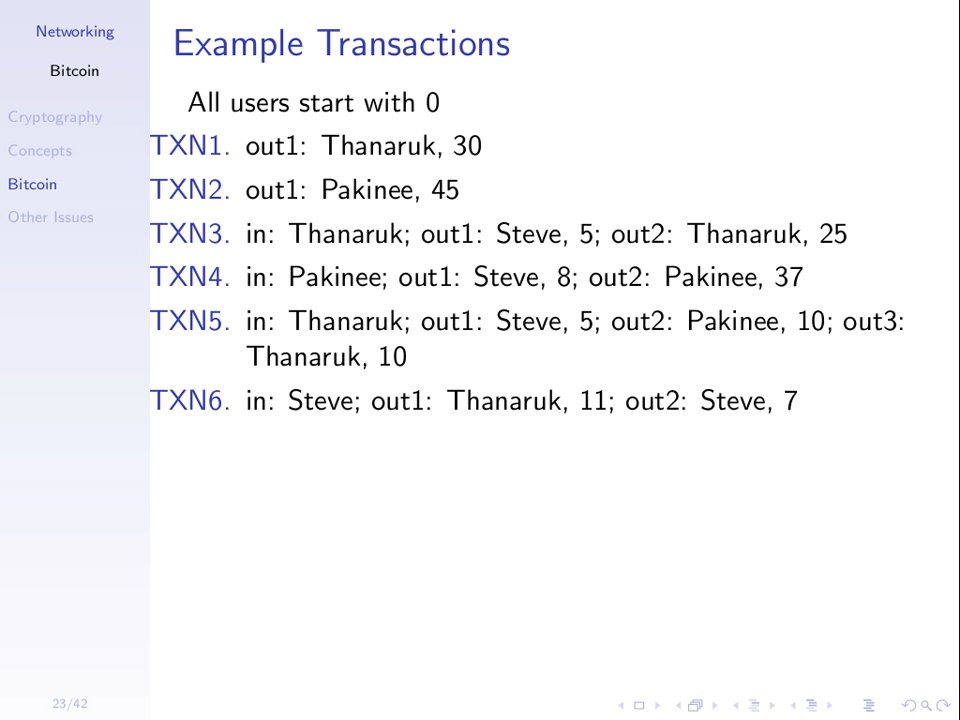 Networking
Bitcoin
Cryptography
Concepts
Bitcoin
Other Issues
Example Transactions
All users start with 0
TXN1. out1: Thanaruk, 30
TXN2. out1: Pakinee, 45
TXN3. in: Thanaruk; out1: Steve, 5; out2: Thanaruk, 25
TXN4. in: Pakinee; out1: Steve, 8; out2: Pakinee, 37
TXN5. in: Thanaruk; out1: Steve, 5; out2: Pakinee, 10; out3:
Thanaruk, 10
TXN6. in: Steve; out1: Thanaruk, 11; out2: Steve, 7
23/42